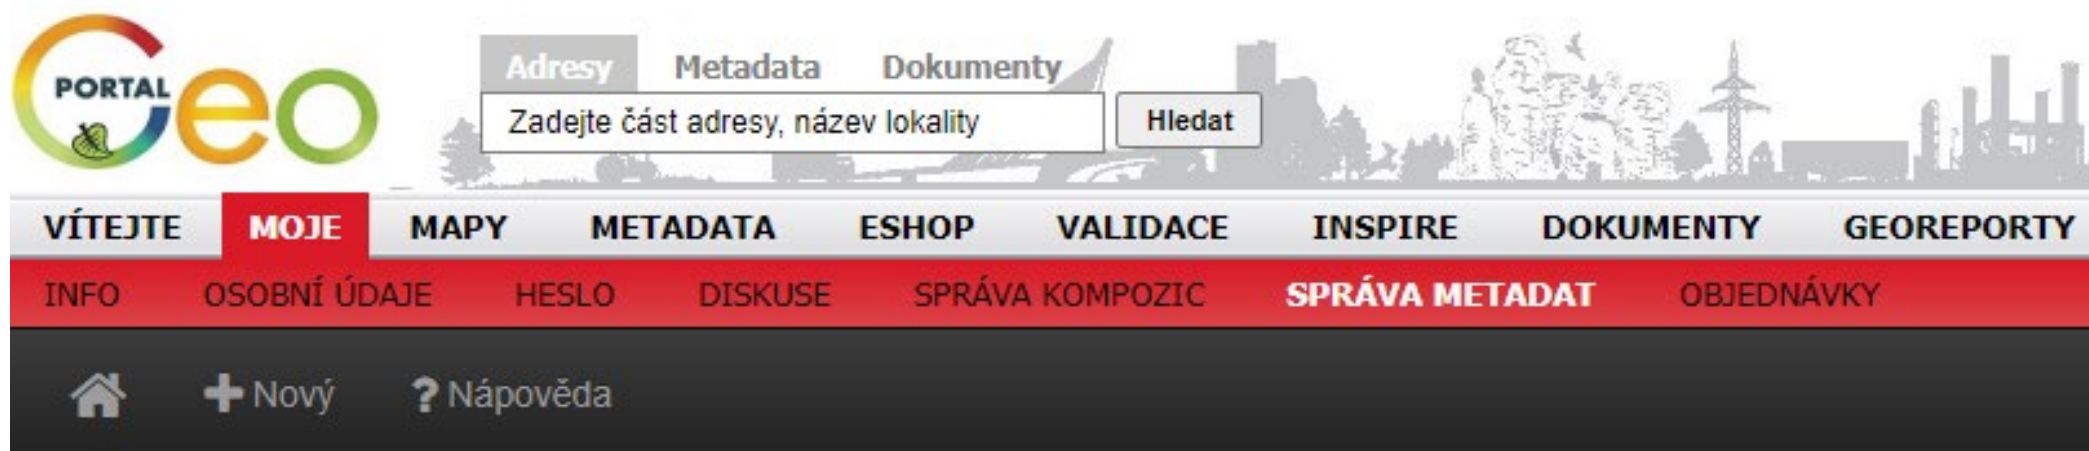 PORTAL
Geo
Adresy Metadata Dokumenty
Zadejte část adresy, název lokality Hledat
VÍTEJTE MOJE MAPY METADATA ESHOP VALIDACE INSPIRE DOKUMENTY GEOREPORTY
INFO OSOBNÍ ÚDAJE HESLO DISKUSE SPRÁVA KOMPOZIC SPRÁVA METADAT OBJEDNÁVKY
Nový ? Nápověda